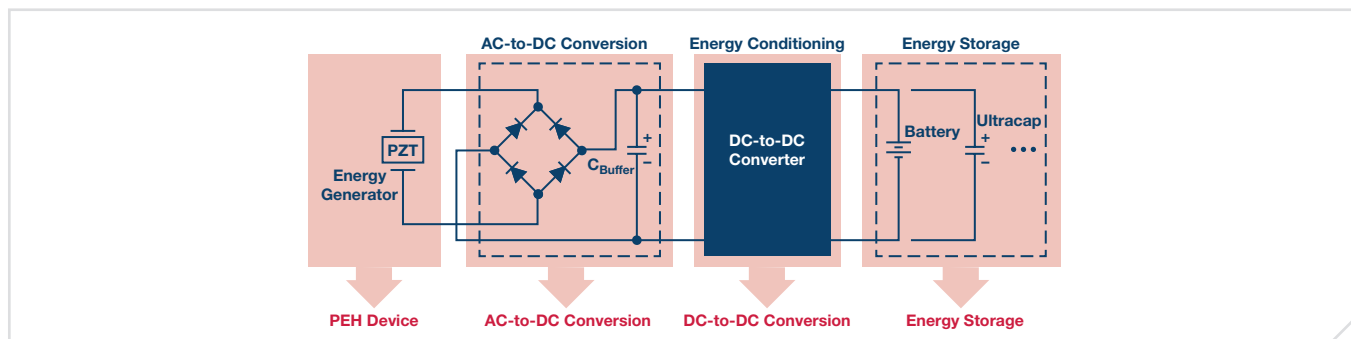 AC-to-DC Conversion
Energy Conditioning
Energy Storage
PZT
Energy
Generator
C Buffer
+
−
DC-to-DC
Converter
Battery
Ultracap
+
−
PEH Device
AC-to-DC Conversion
DC-to-DC Conversion
Energy Storage